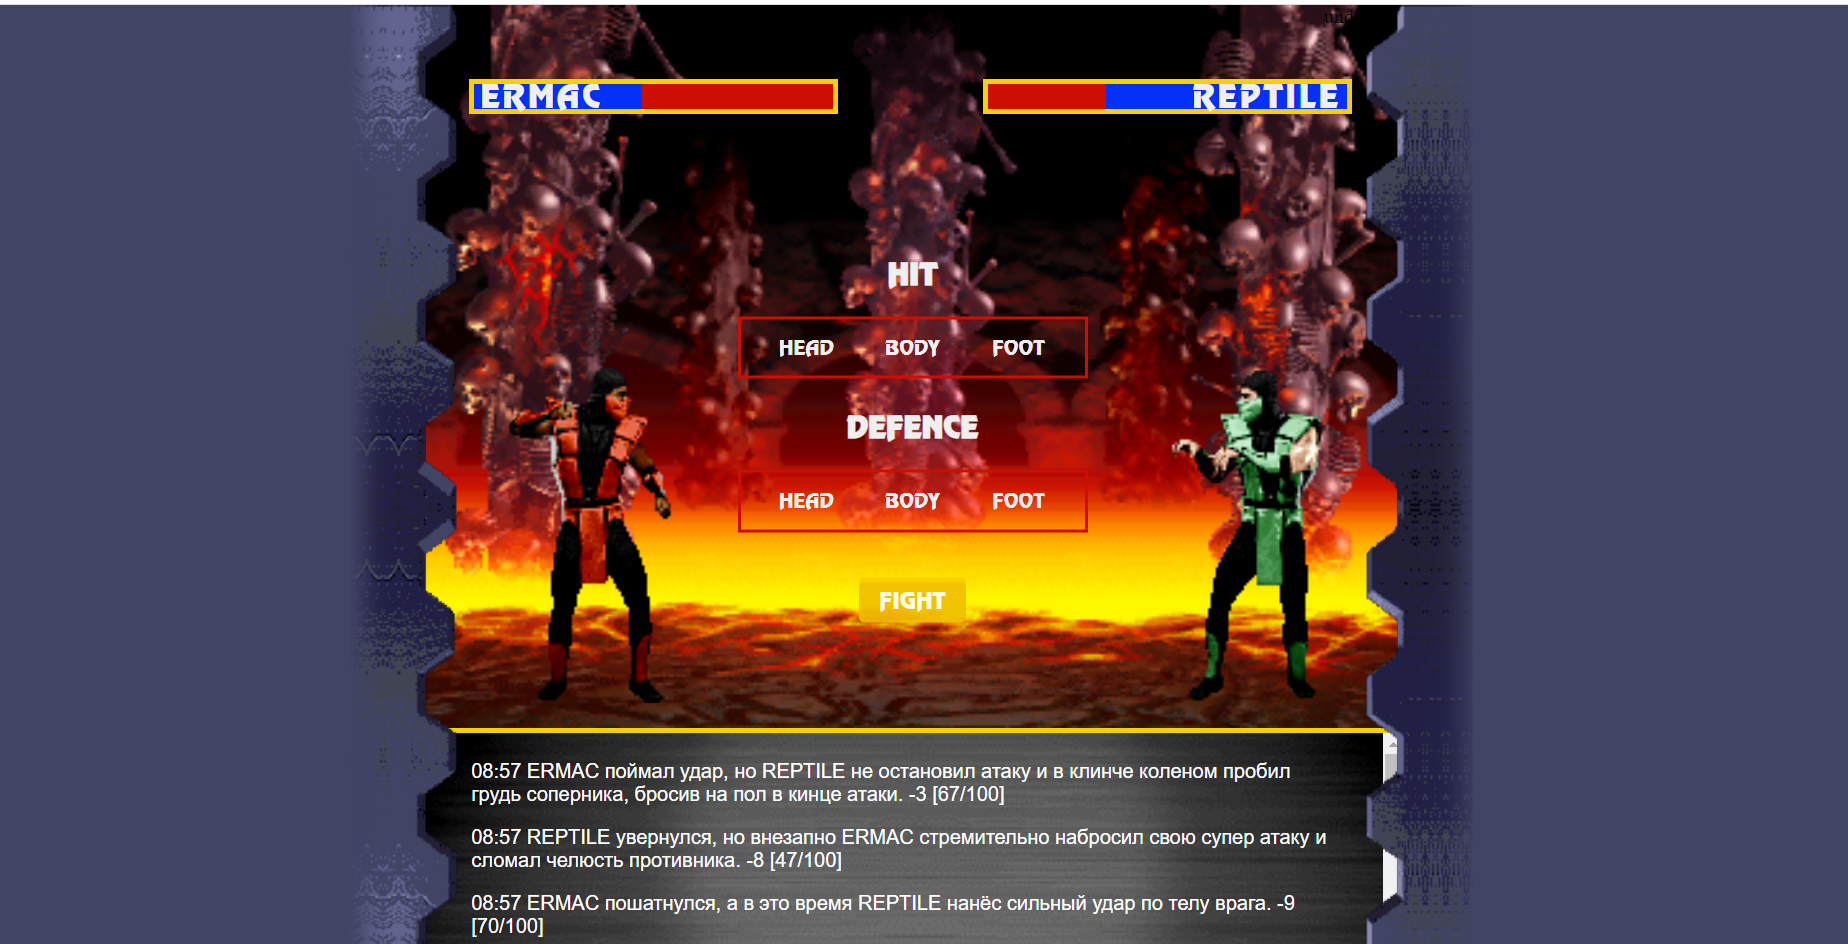 ERMAC
REPTILE
HIT
HEAD BODY FOOT
DEFENCE
HEAD BODY FOOT
FIGHT
08:57 ERMAC поймал удар, но REPTILE не остановил атаку и в клинче коленом пробил
грудь соперника, бросив на пол в кинце атаки. -3 [67/100]
08:57 REPTILE увернулся, но внезапно ERMAC стремительно набросил свою супер атаку и
сломал челюсть противника. -8 [47/100]
08:57 ERMAC пошатнулся, а в это время REPTILE нанёс сильный удар по телу врага. -9
[70/100]